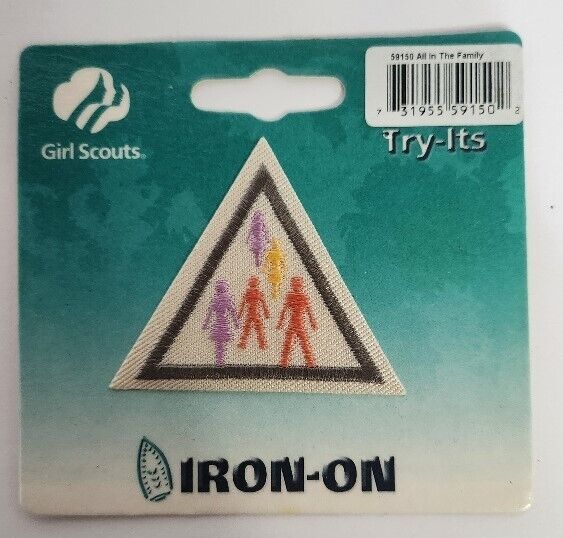 59150 All In The Family
7 31955 59150 2
Girl Scouts®
Try-Its
IRON-ON